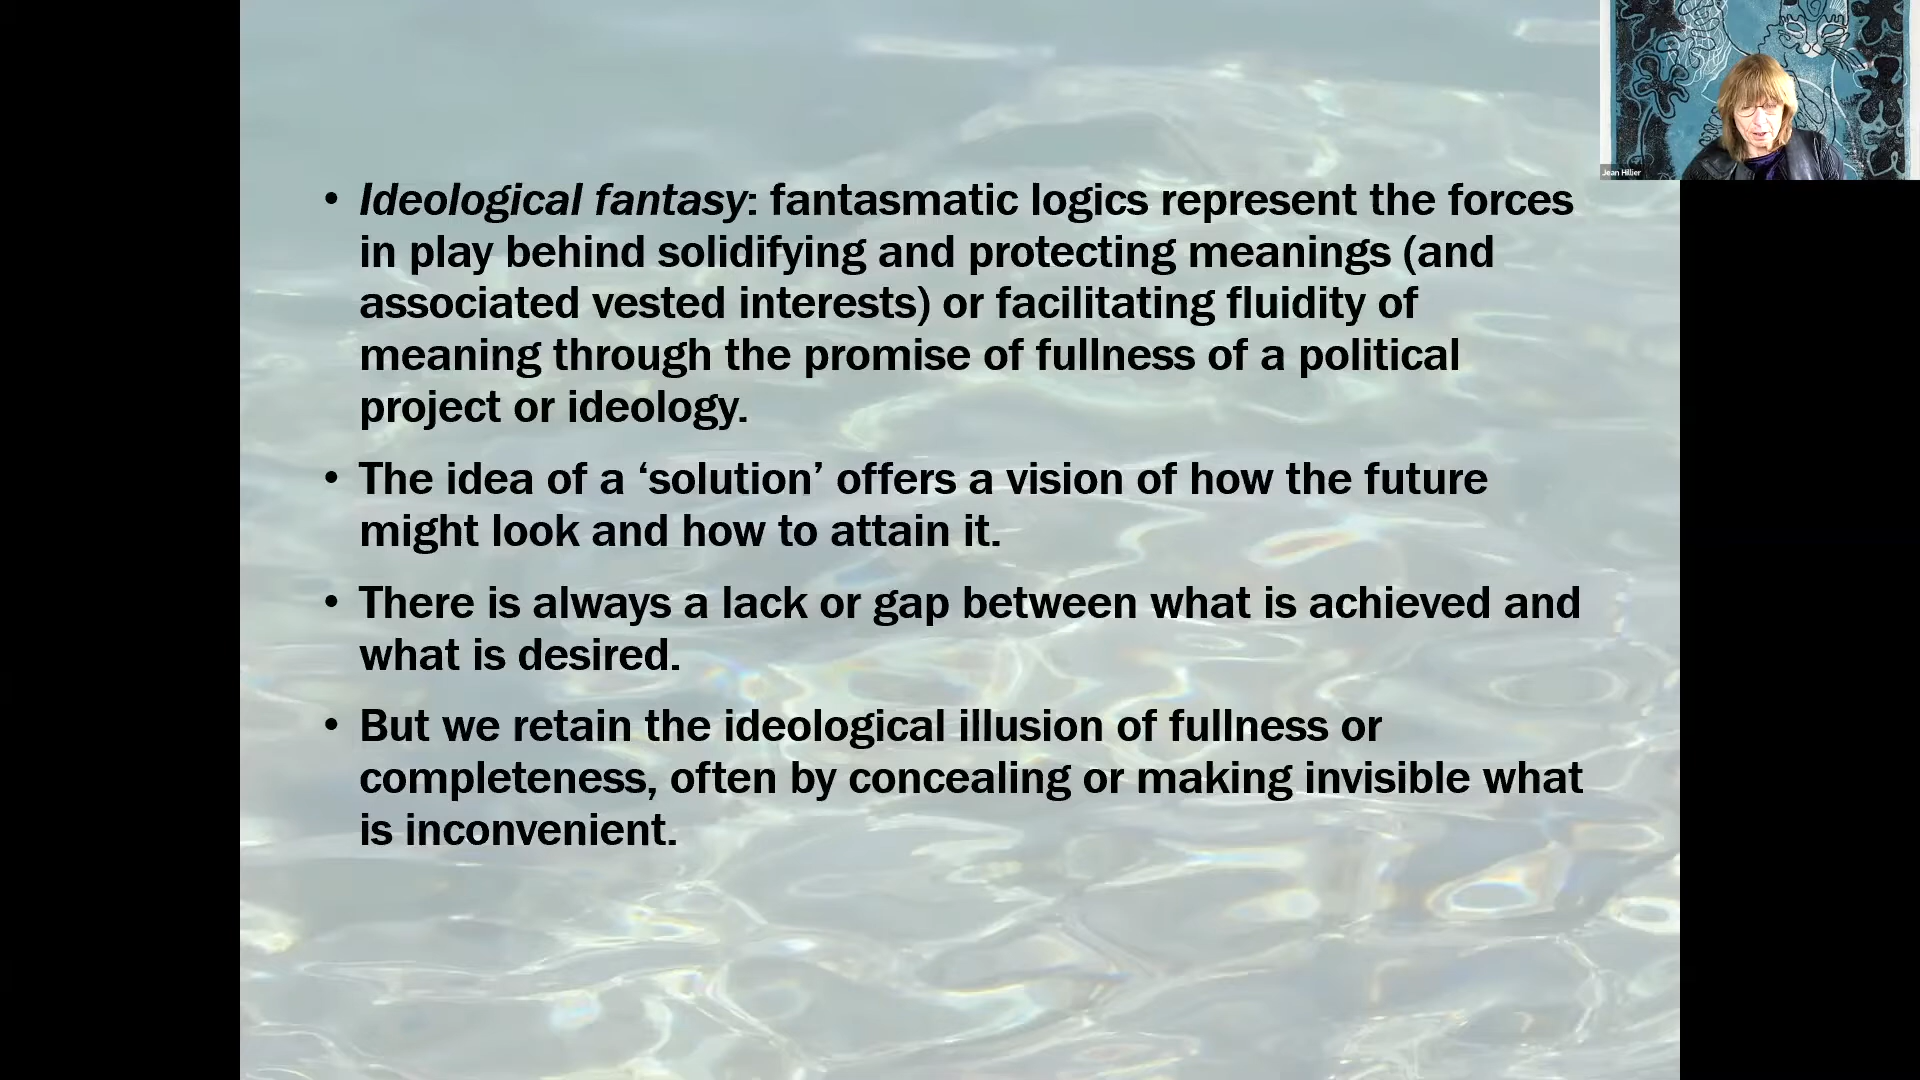 • Ideological fantasy: fantasmatic logics represent the forces
in play behind solidifying and protecting meanings (and
associated vested interests) or facilitating fluidity of
meaning through the promise of fullness of a political
project or ideology.
• The idea of a ‘solution’ offers a vision of how the future
might look and how to attain it.
• There is always a lack or gap between what is achieved and
what is desired.
• But we retain the ideological illusion of fullness or
completeness, often by concealing or making invisible what
is inconvenient.
Jean Hillier